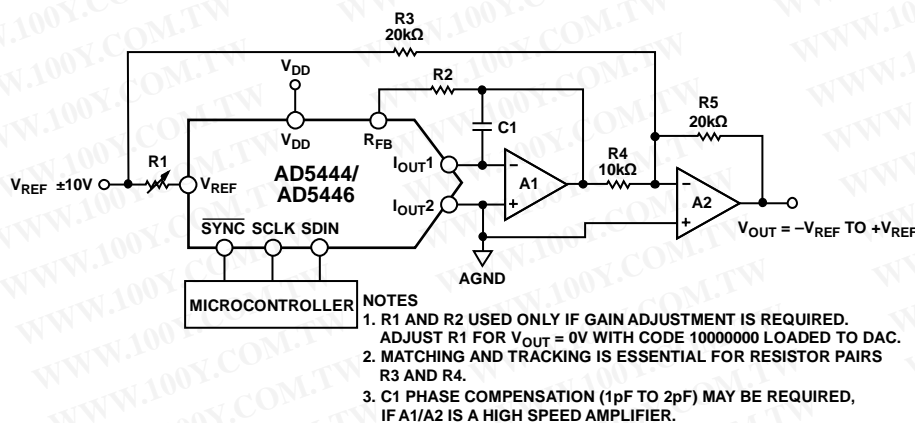 R3
20kΩ
VDD
R2
R5
20kΩ
C1
VDD
RFB
R1
IOUT1
R4
10kΩ
VREF ±10V
VREF
AD5444/
AD5446
A1
A2
IOUT2
SYNC SCLK SDIN
VOUT = –VREF TO +VREF
AGND
MICROCONTROLLER
NOTES
1. R1 AND R2 USED ONLY IF GAIN ADJUSTMENT IS REQUIRED.
ADJUST R1 FOR VOUT = 0V WITH CODE 10000000 LOADED TO DAC.
2. MATCHING AND TRACKING IS ESSENTIAL FOR RESISTOR PAIRS
R3 AND R4.
3. C1 PHASE COMPENSATION (1pF TO 2pF) MAY BE REQUIRED,
IF A1/A2 IS A HIGH SPEED AMPLIFIER.
WWW.100Y.COM.TW